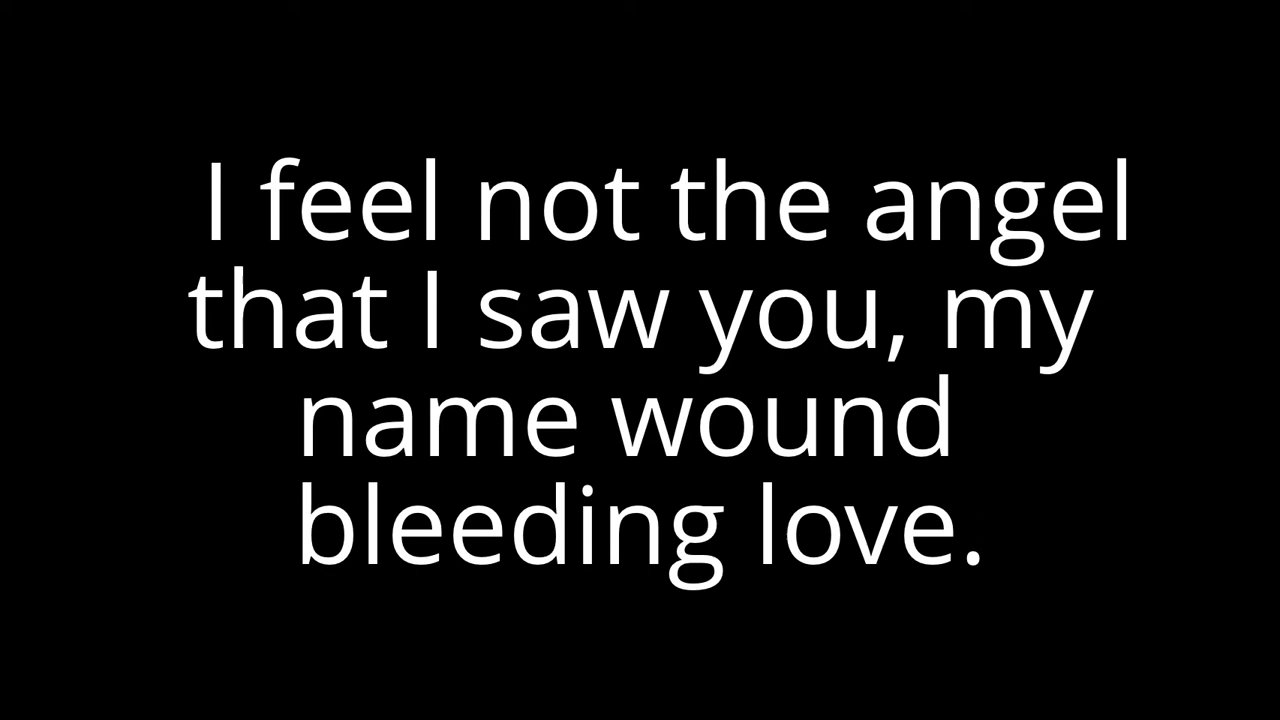 I feel not the angel
that I saw you, my
name wound
bleeding love.